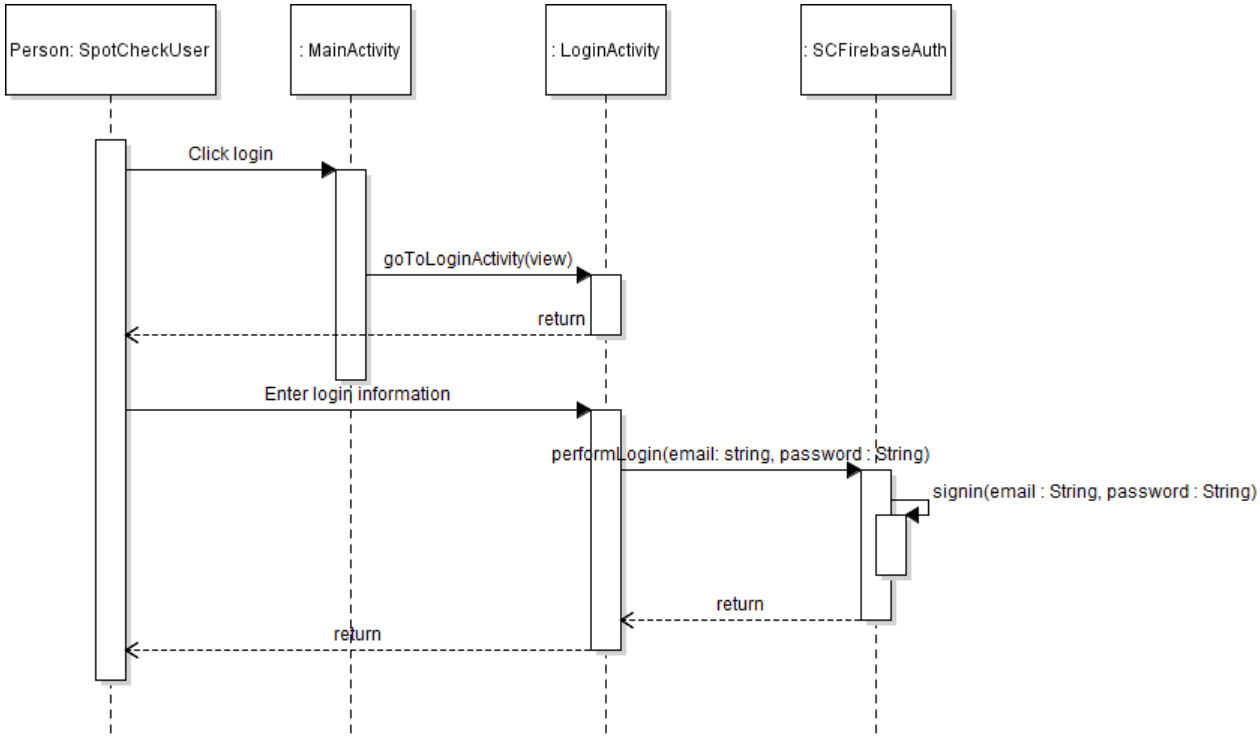 Person: SpotCheckUser
: MainActivity
: LoginActivity
: SCFirebaseAuth
Click login
goToLoginActivity(view)
return
Enter login information
performLogin(email: string, password : String)
signin(email : String, password : String)
return
return